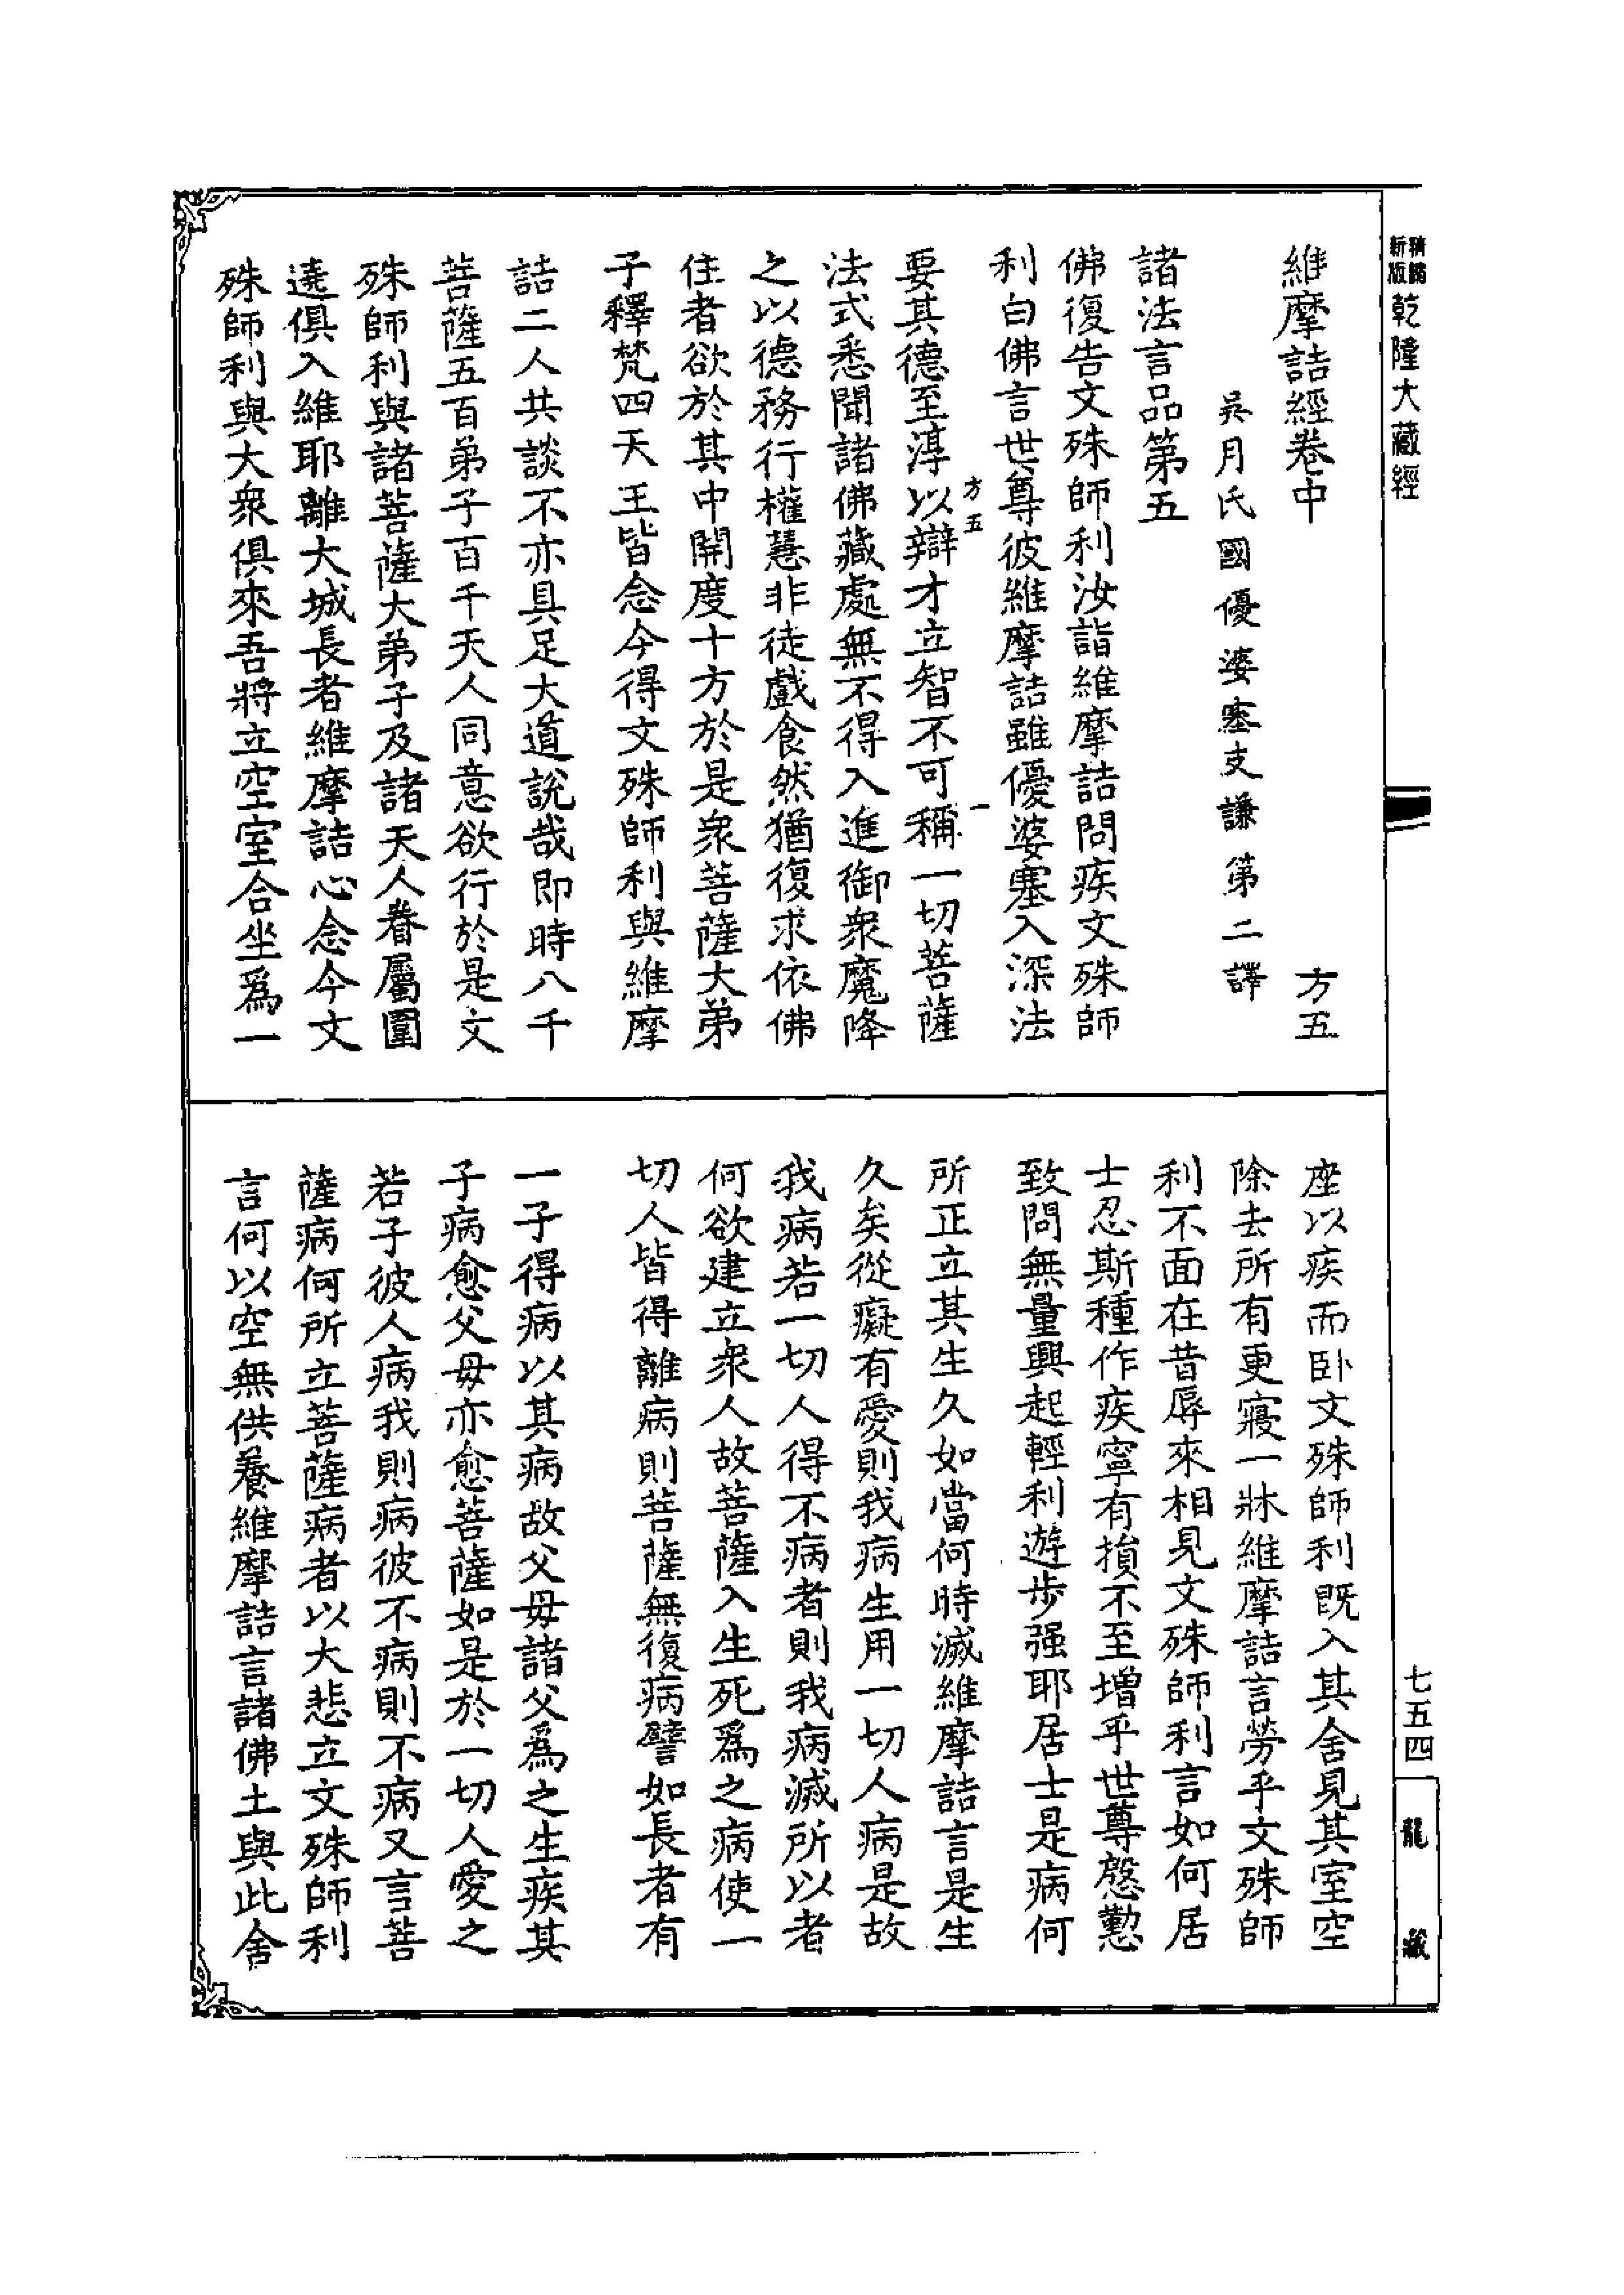 新版精縮乾隆大藏經
維摩詰經卷中 方五
吳月氏國優婆塞支謙第二譯
諸法言品第五
佛復告文殊師利汝詣維摩詰問疾文殊師
利白佛言世尊彼維摩詰雖優婆塞入深法
方五 一
要其德至淳以辯才立智不可稱一切菩薩
法式悉聞諸佛藏處無不得入進御衆魔降
之以德務行權慧非徒戲食然猶復求依佛
住者欲於其中開度十方於是衆菩薩大弟
子釋梵四天王皆念今得文殊師利與維摩
詰二人共談不亦具足大道說哉即時八千
菩薩五百弟子百千天人同意欲行於是文
殊師利與諸菩薩大弟子及諸天人眷屬圍
遶俱入維耶離大城長者維摩詰心念今文
殊師利與大衆俱來吾將立空室合坐爲一
座以疾而卧文殊師利既入其舍見其室空
除去所有更寢一牀維摩詰言勞乎文殊師
利不面在昔辱來相見文殊師利言如何居
士忍斯種作疾寧有損不至增乎世尊慇懃
致問無量興起輕利遊步强耶居士是病何
所正立其生久如當何時滅維摩詰言是生
久矣從癡有愛則我病生用一切人病是故
我病若一切人得不病者則我病滅所以者
何欲建立衆人故菩薩入生死爲之病使一
切人皆得離病則菩薩無復病譬如長者有
一子得病以其病故父毋諸父爲之生疾其
子病愈父毋亦愈菩薩如是於一切人愛之
若子彼人病我則病彼不病則不病又言菩
薩病何所立菩薩病者以大悲立文殊師利
言何以空無供養維摩詰言諸佛土與此舍
七五四
龍藏